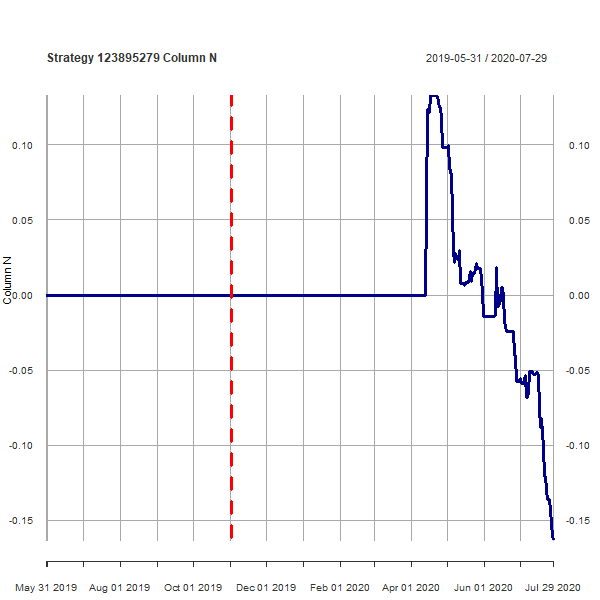 Strategy 123895279 Column N 2019-05-31 / 2020-07-29
0.10 0.10
0.05 0.05
Column N
0.00 0.00
-0.05 -0.05
-0.10 -0.10
-0.15 -0.15
May 31 2019 Aug 01 2019 Oct 01 2019 Dec 01 2019 Feb 01 2020 Apr 01 2020 Jun 01 2020 Jul 29 2020